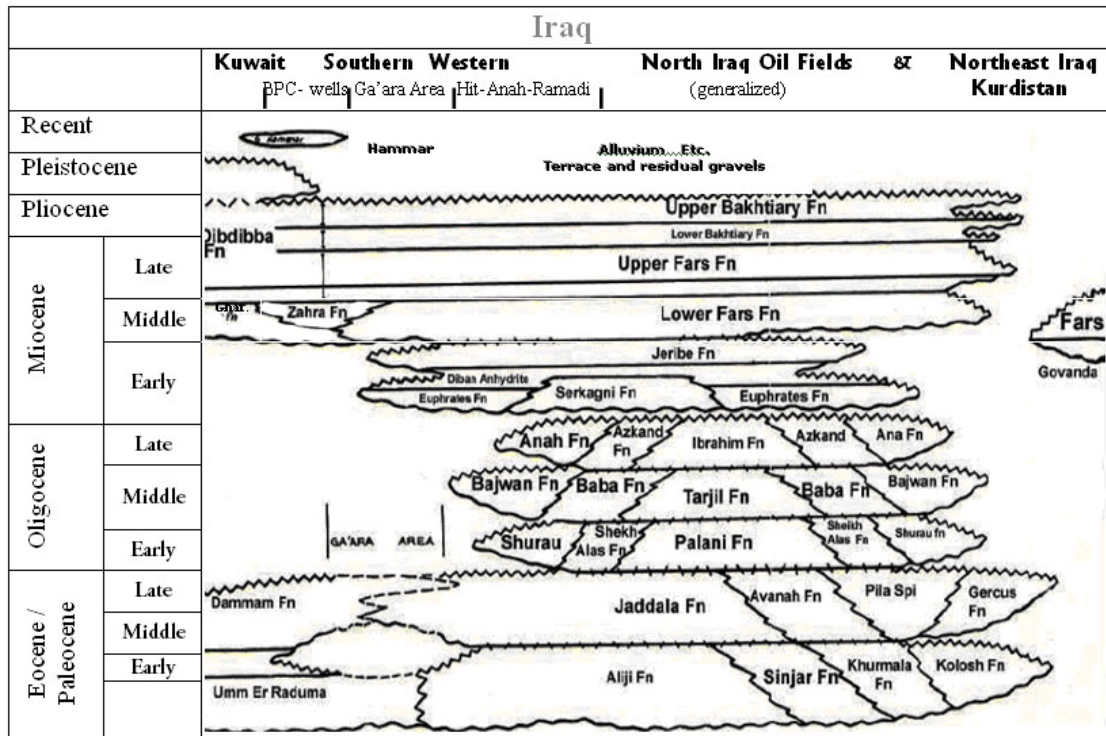 Iraq
Kuwait Southern Western North Iraq Oil Fields & Northeast Iraq
BPC- wells Ga'ara Area Hit-Anah-Ramadi (generalized) Kurdistan
Recent
Hammar Alluvium Etc.
Pleistocene Terrace and residual gravels
Pliocene Upper Bakhtiary Fn
Dibdibba Fn Lower Bakhtiary Fn
Miocene
Late Upper Fars Fn
Middle Ghar. Fn Zahra Fn Lower Fars Fn Fars
Early Jeribe Fn Govanda
Diban Anhydrite
Euphrates Fn Serkagni Fn Euphrates Fn
Oligocene
Late Anah Fn Azkand Fn Ibrahim Fn Azkand Ana Fn
Middle Bajwan Fn Baba Fn Tarjil Fn Baba Fn Bajwan Fn
GA'ARA AREA
Early Shurau Shekh Alas Fn Palani Fn Sheikh Alas Fn Shurau fn
Eocene / Paleocene
Late Dammam Fn Jaddala Fn Avanah Fn Pila Spi Gercus Fn
Middle
Early Aliji Fn Sinjar Fn Khurmala Fn Kolosh Fn
Umm Er Raduma